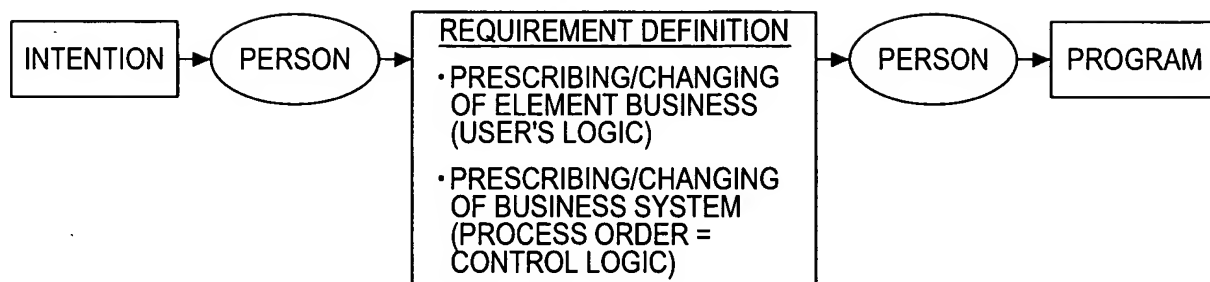 INTENTION
PERSON
REQUIREMENT DEFINITION
・PRESCRIBING/CHANGING
OF ELEMENT BUSINESS
(USER'S LOGIC)
・PRESCRIBING/CHANGING
OF BUSINESS SYSTEM
(PROCESS ORDER =
CONTROL LOGIC)
PERSON
PROGRAM